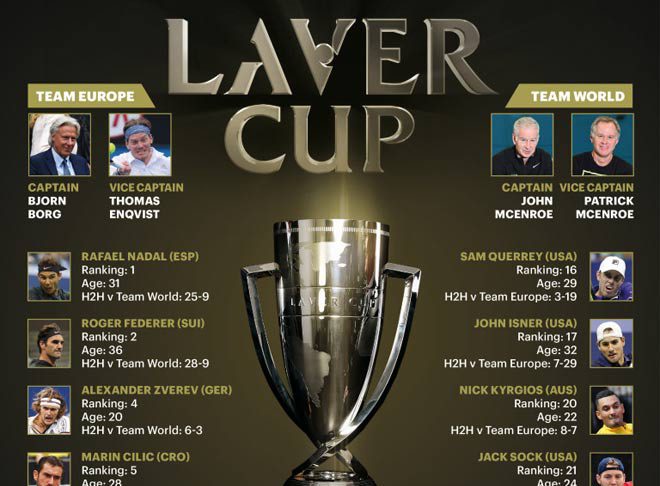 LAVER
CUP
TEAM EUROPE
CAPTAIN
BJORN
BORG
VICE CAPTAIN
THOMAS
ENQVIST
RAFAEL NADAL (ESP)
Ranking: 1
Age: 31
H2H v Team World: 25-9
ROGER FEDERER (SUI)
Ranking: 2
Age: 36
H2H v Team World: 28-9
ALEXANDER ZVEREV (GER)
Ranking: 4
Age: 20
H2H v Team World: 6-3
MARIN CILIC (CRO)
Ranking: 5
Age: 28
LAVER CUP
TEAM WORLD
CAPTAIN
JOHN
MCENROE
VICE CAPTAIN
PATRICK
MCENROE
SAM QUERREY (USA)
Ranking: 16
Age: 29
H2H v Team Europe: 3-19
JOHN ISNER (USA)
Ranking: 17
Age: 32
H2H v Team Europe: 7-29
NICK KYRGIOS (AUS)
Ranking: 20
Age: 22
H2H v Team Europe: 8-7
JACK SOCK (USA)
Ranking: 21
Age: 24